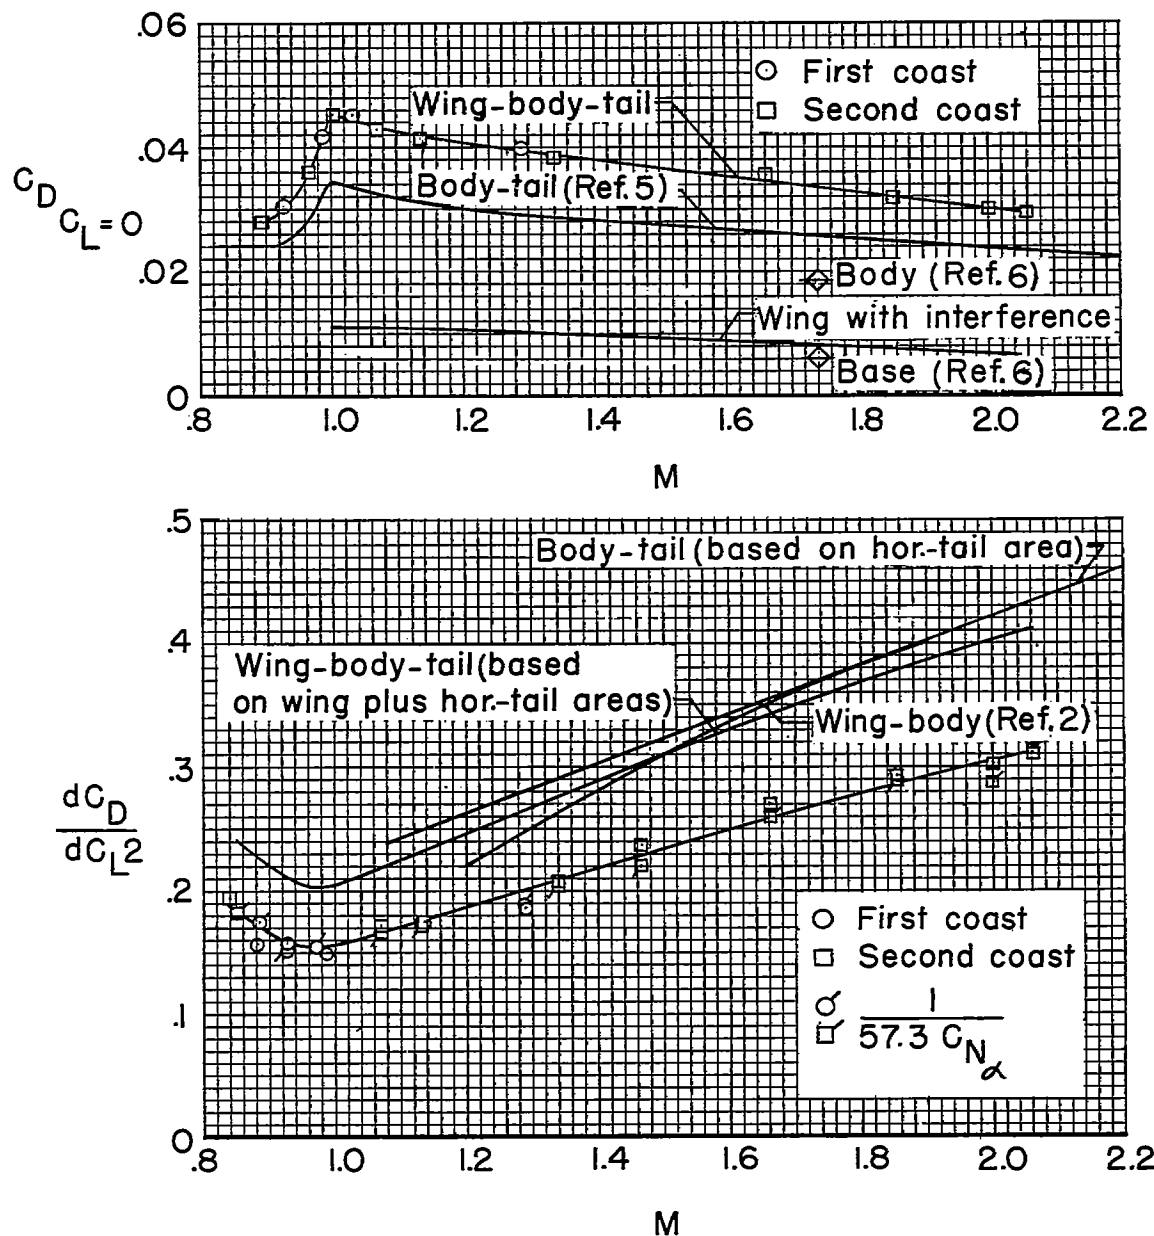 .06
First coast
Wing-body-tail
Second coast
.04
C_D C_L=0
Body-tail (Ref. 5)
.02
Body (Ref. 6)
Wing with interference
Base (Ref. 6)
0
.8 1.0 1.2 1.4 1.6 1.8 2.0 2.2
M
.5
Body-tail (based on hor.-tail area)
.4
Wing-body-tail (based
on wing plus hor.-tail areas)
Wing-body (Ref. 2)
.3
dC_D
dC_L2
.2
First coast
Second coast
1
57.3 C_Nα
.1
0
.8 1.0 1.2 1.4 1.6 1.8 2.0 2.2
M